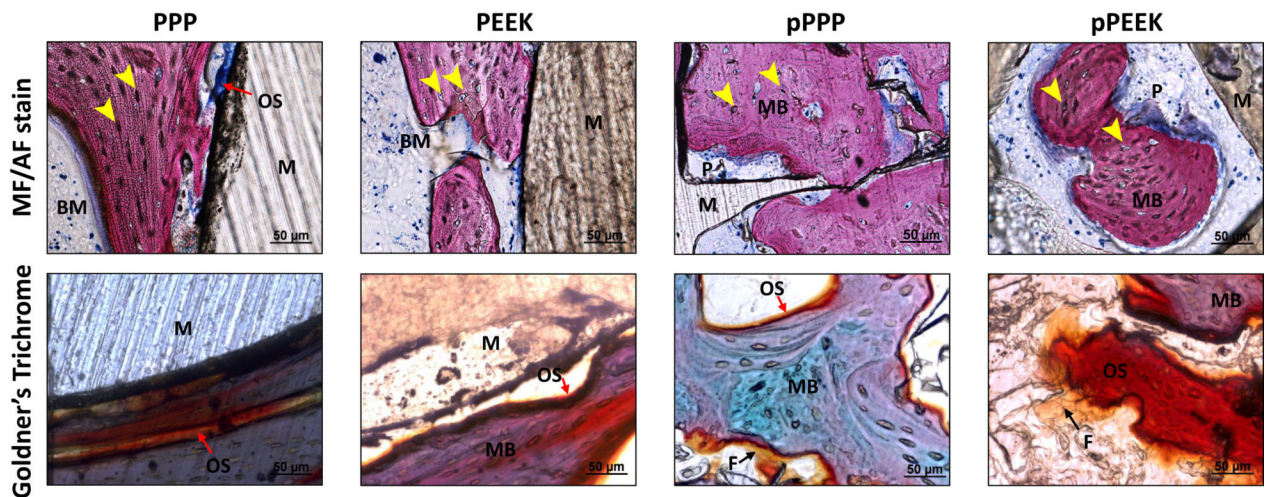 PPP PEEK pPPP pPEEK
MF/AF stain
OS
M
BM
50 µm
BM
M
50 µm
MB
P
M
50 µm
P
M
MB
50 µm
Goldner's Trichrome
M
OS
50 µm
M
OS
MB
50 µm
OS
MB
F
50 µm
MB
OS
F
50 µm